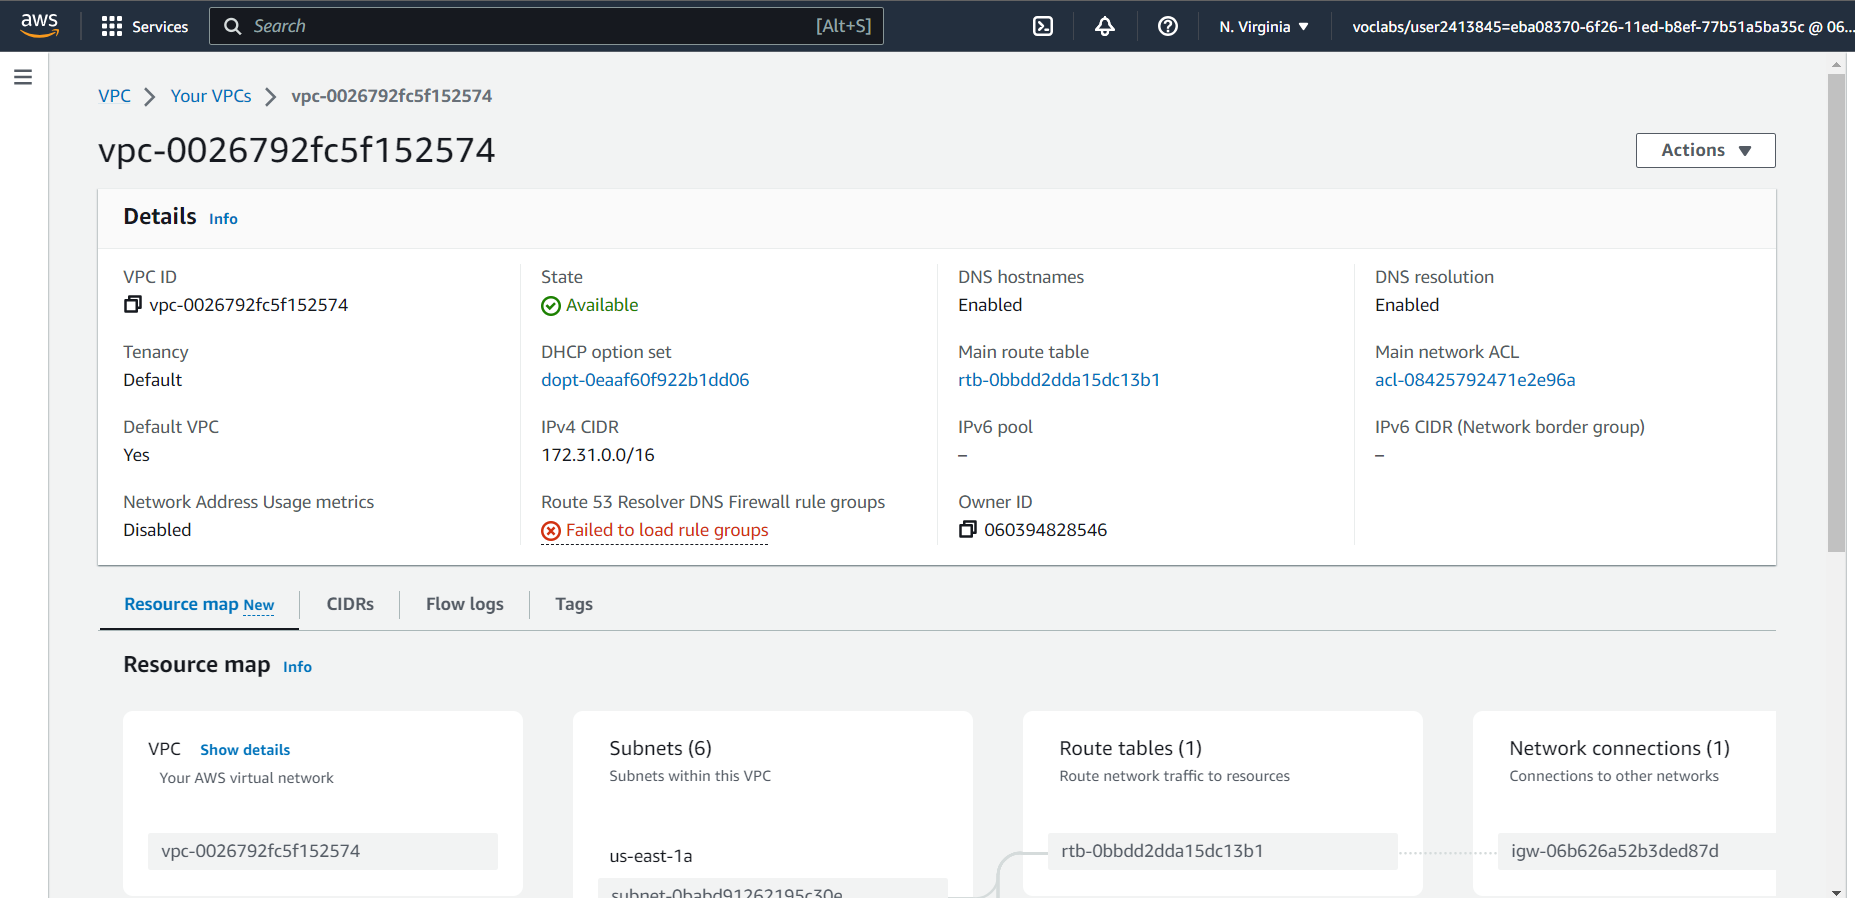 aws Services Search [Alt+S] N. Virginia ▼ voclabs/user2413845=eba08370-6f26-11ed-b8ef-77b51a5ba35c @ 06...
VPC > Your VPCs > vpc-0026792fc5f152574
vpc-0026792fc5f152574
Actions ▼
Details Info
VPC ID
vpc-0026792fc5f152574
State
Available
DNS hostnames
Enabled
DNS resolution
Enabled
Tenancy
Default
DHCP option set
dopt-0eaaf60f922b1dd06
Main route table
rtb-0bbdd2dda15dc13b1
Main network ACL
acl-08425792471e2e96a
Default VPC
Yes
IPv4 CIDR
172.31.0.0/16
IPv6 pool
–
IPv6 CIDR (Network border group)
–
Network Address Usage metrics
Disabled
Route 53 Resolver DNS Firewall rule groups
Failed to load rule groups
Owner ID
060394828546
Resource map New CIDRs Flow logs Tags
Resource map Info
VPC Show details
Your AWS virtual network
vpc-0026792fc5f152574
Subnets (6)
Subnets within this VPC
us-east-1a
subnet-0babd91262195c30e
Route tables (1)
Route network traffic to resources
rtb-0bbdd2dda15dc13b1
Network connections (1)
Connections to other networks
igw-06b626a52b3ded87d